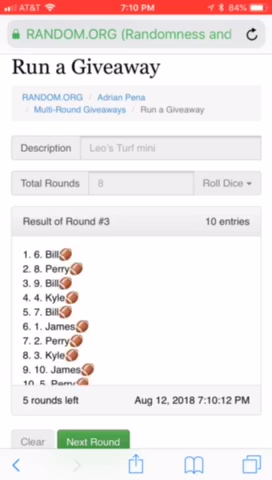 AT&T 7:10 PM 84%
RANDOM.ORG (Randomness and
Run a Giveaway
RANDOM.ORG / Adrian Pena
/ Multi-Round Giveaways / Run a Giveaway
Description Leo's Turf mini
Total Rounds 8 Roll Dice
Result of Round #3 10 entries
1. 6. Bill🏈
2. 8. Perry🏈
3. 9. Bill🏈
4. 4. Kyle🏈
5. 7. Bill🏈
6. 1. James🏈
7. 2. Perry🏈
8. 3. Kyle🏈
9. 10. James🏈
10. 5. Perry🏈
5 rounds left Aug 12, 2018 7:10:12 PM
Clear Next Round